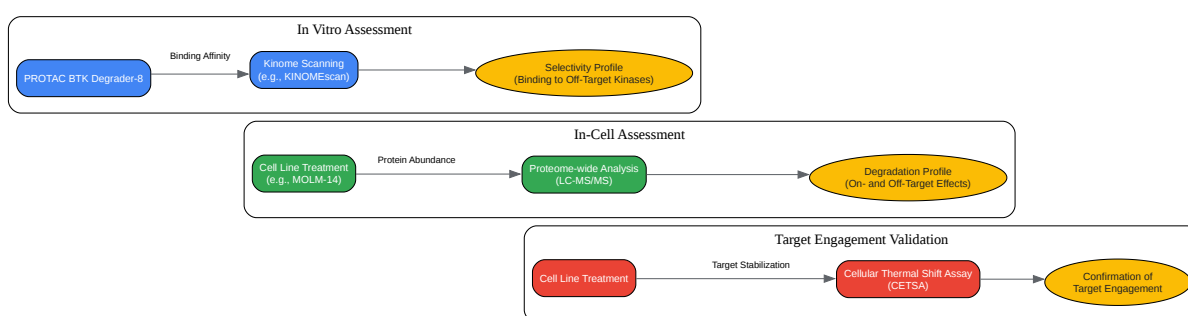 In Vitro Assessment
PROTAC BTK Degrader-8
Binding Affinity
Kinome Scanning
(e.g., KINOMEscan)
Selectivity Profile
(Binding to Off-Target Kinases)
In-Cell Assessment
Cell Line Treatment
(e.g., MOLM-14)
Protein Abundance
Proteome-wide Analysis
(LC-MS/MS)
Degradation Profile
(On- and Off-Target Effects)
Target Engagement Validation
Cell Line Treatment
Target Stabilization
Cellular Thermal Shift Assay
(CETSA)
Confirmation of
Target Engagement